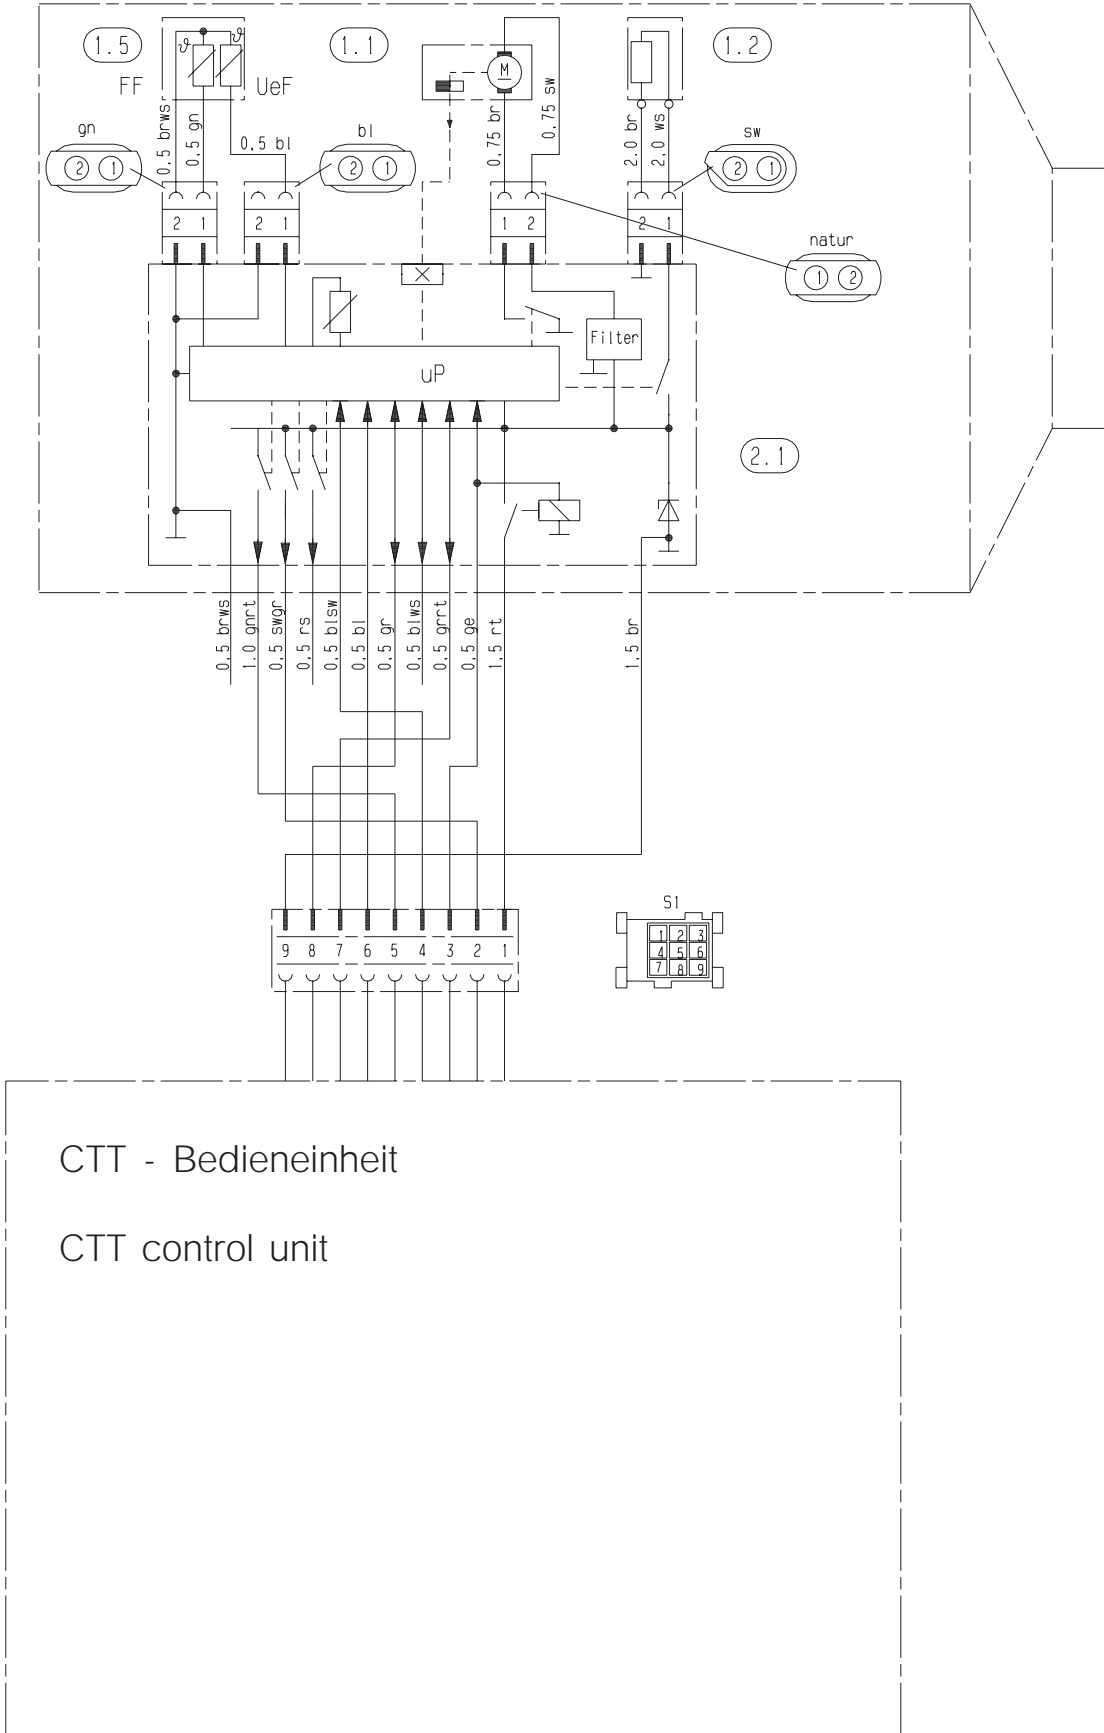 1.5
1.1
1.2
ϑ
ϑ
M
FF
UeF
0,5 brws
0,5 gn
0,5 bl
0,75 br
0,75 sw
2.0 br
2,0 ws
gn
2 1
bl
2 1
sw
2 1
2 1
2 1
1 2
2 1
natur
1 2
Filter
uP
2.1
0,5 brws
1.0 gnrt
0,5 swgr
0,5 rs
0,5 blsw
0,5 bl
0,5 gr
0,5 blws
0,5 grrt
0,5 ge
1,5 rt
1,5 br
9 8 7 6 5 4 3 2 1
S1
1 2 3
4 5 6
7 8 9
CTT - Bedieneinheit
CTT control unit